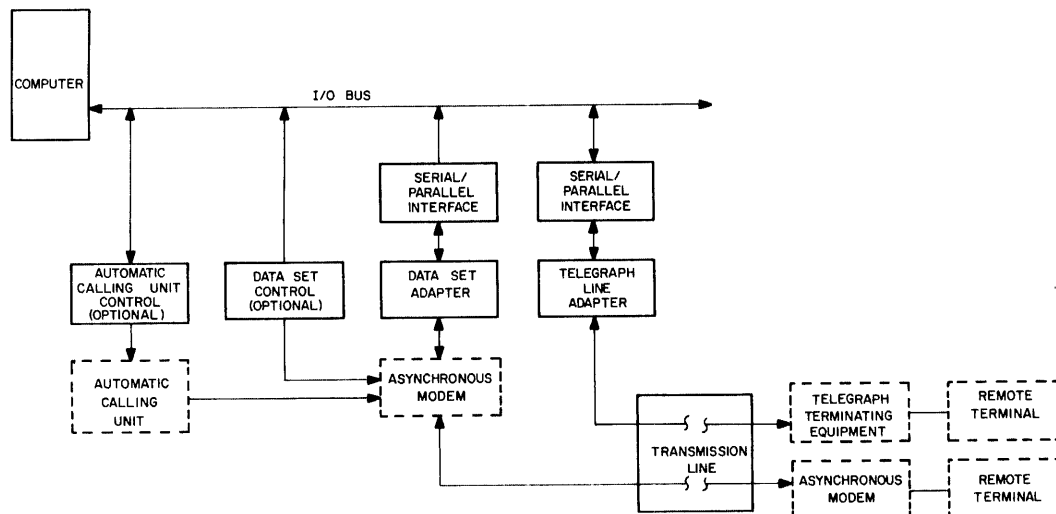 COMPUTER
I/O BUS
SERIAL/
PARALLEL
INTERFACE
SERIAL/
PARALLEL
INTERFACE
AUTOMATIC
CALLING UNIT
CONTROL
(OPTIONAL)
DATA SET
CONTROL
(OPTIONAL)
DATA SET
ADAPTER
TELEGRAPH
LINE
ADAPTER
AUTOMATIC
CALLING
UNIT
ASYNCHRONOUS
MODEM
TRANSMISSION
LINE
TELEGRAPH
TERMINATING
EQUIPMENT
REMOTE
TERMINAL
ASYNCHRONOUS
MODEM
REMOTE
TERMINAL